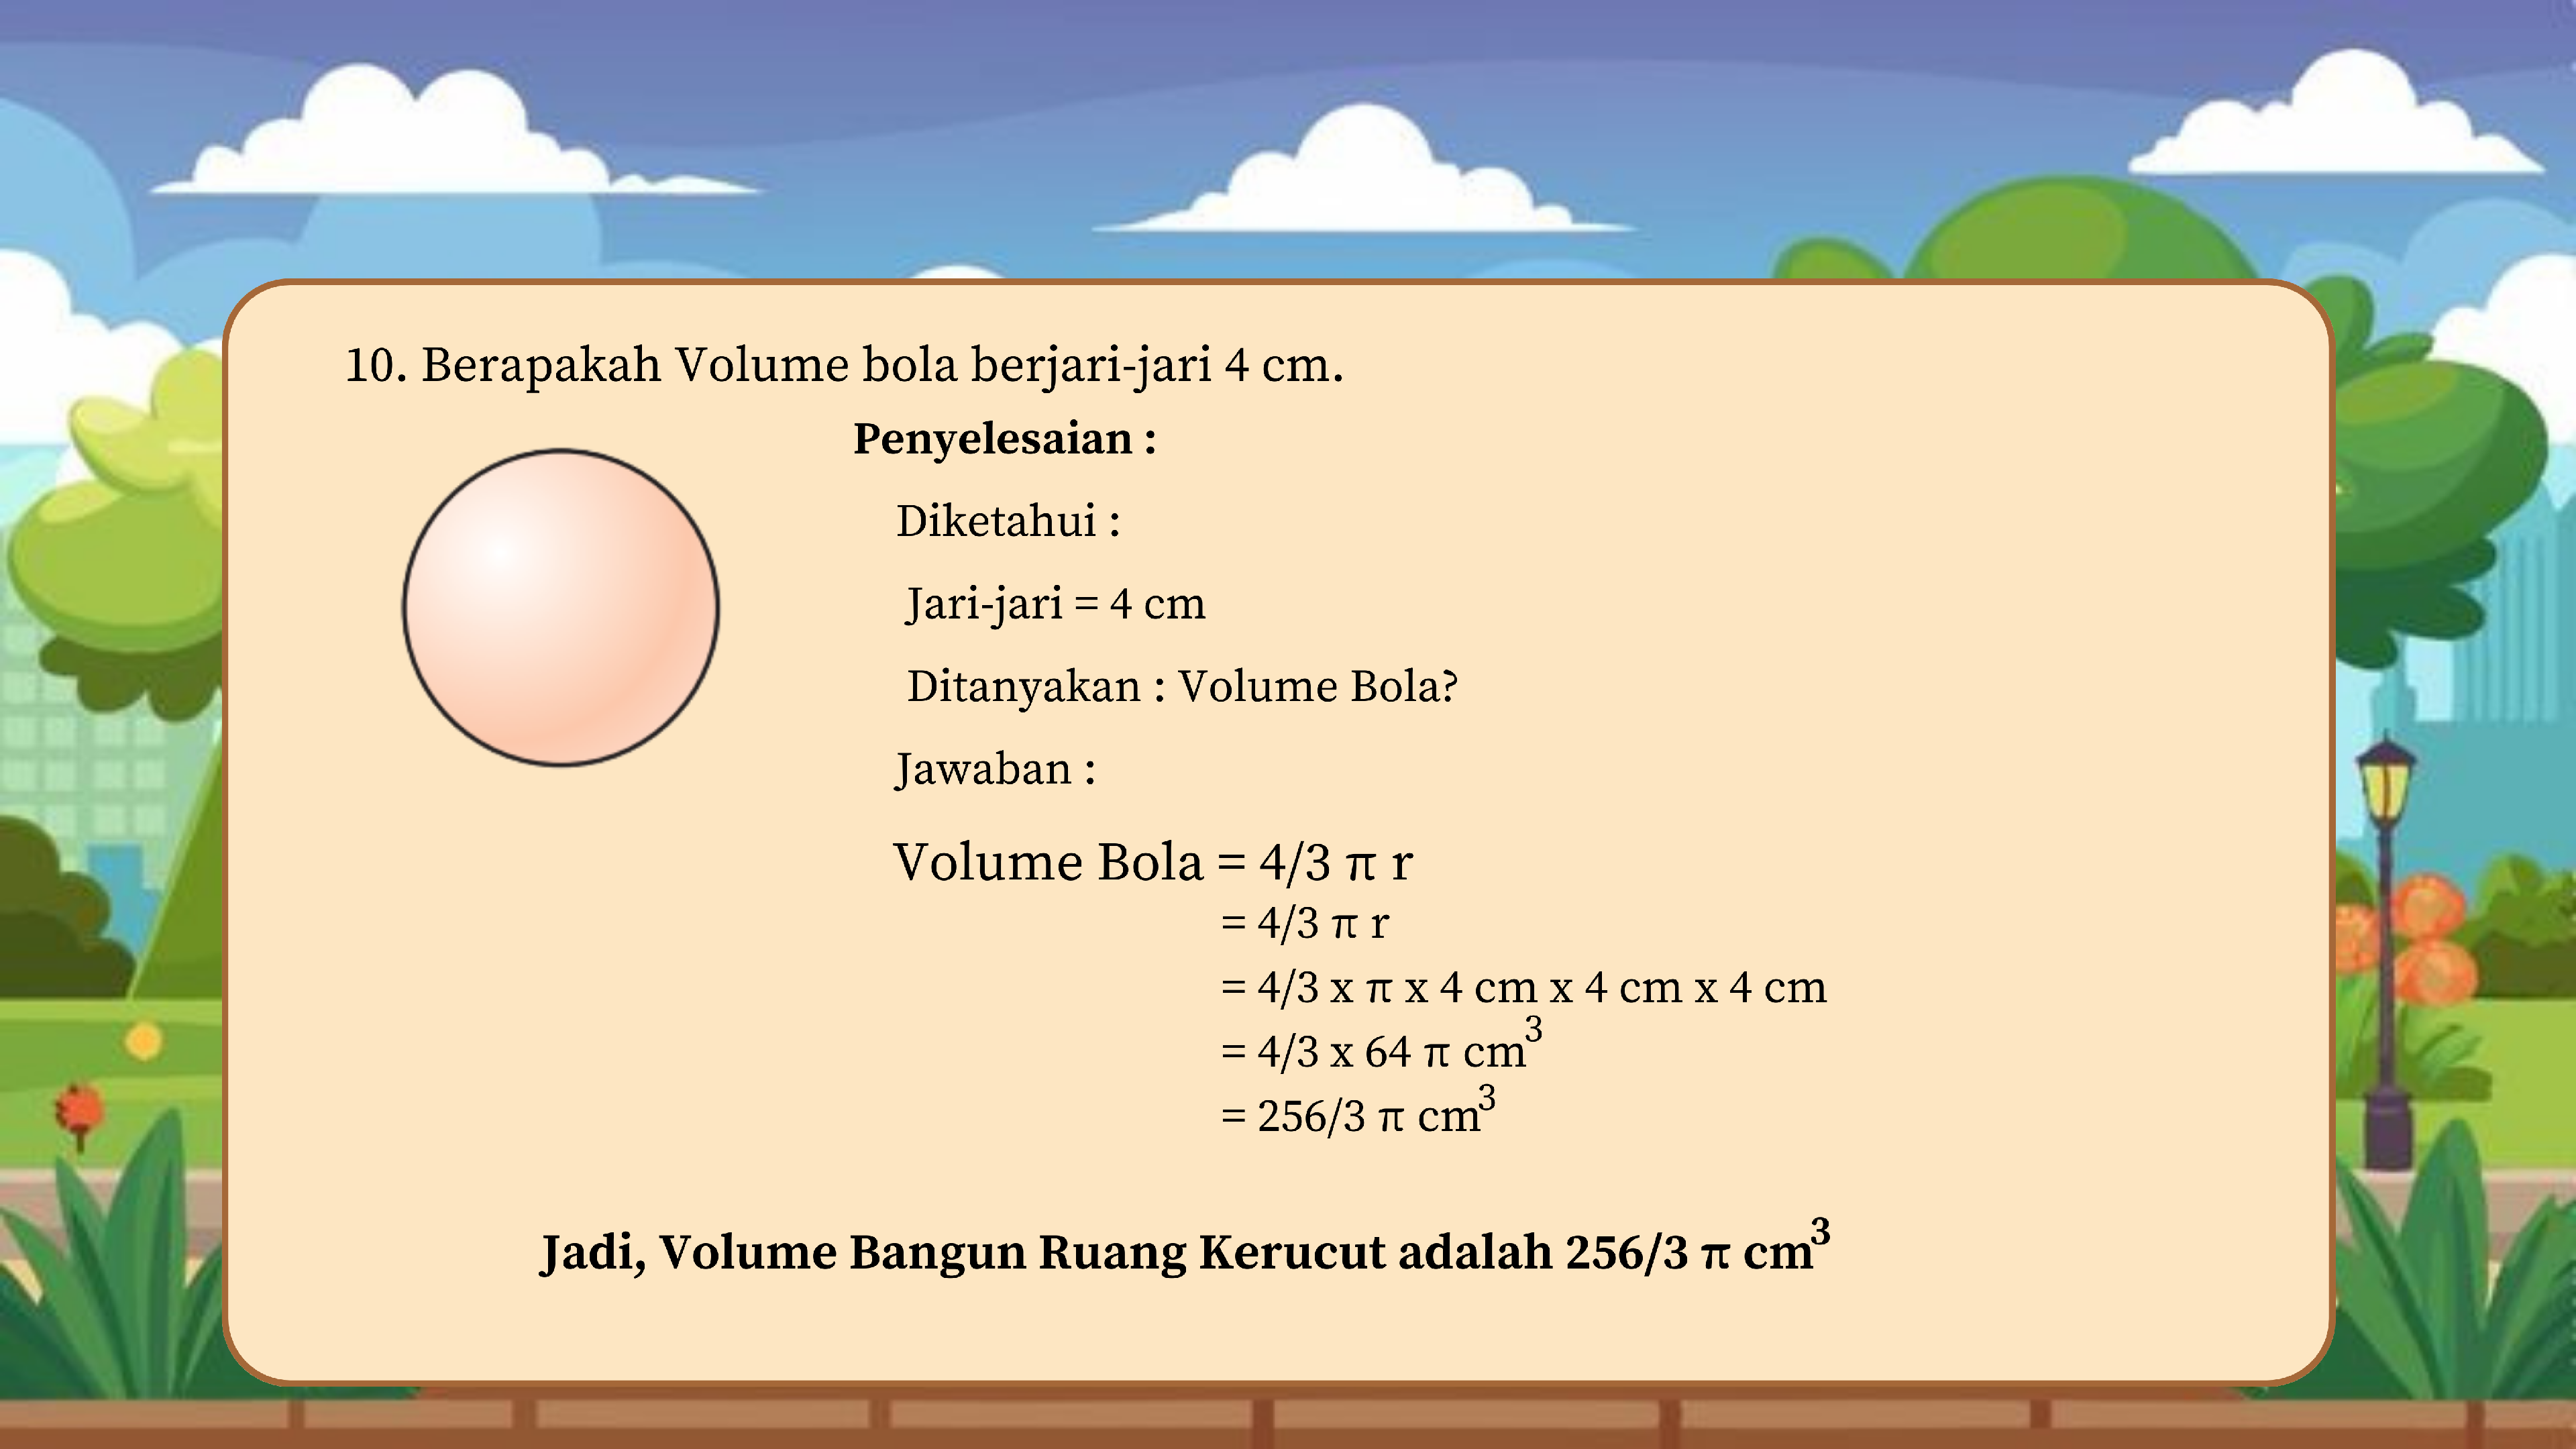 10. Berapakah Volume bola berjari-jari 4 cm.
Penyelesaian :
Diketahui :
Jari-jari = 4 cm
Ditanyakan : Volume Bola?
Jawaban :
Volume Bola = 4/3 π r
= 4/3 π r
= 4/3 x π x 4 cm x 4 cm x 4 cm
= 4/3 x 64 π cm³
= 256/3 π cm³
Jadi, Volume Bangun Ruang Kerucut adalah 256/3 π cm³